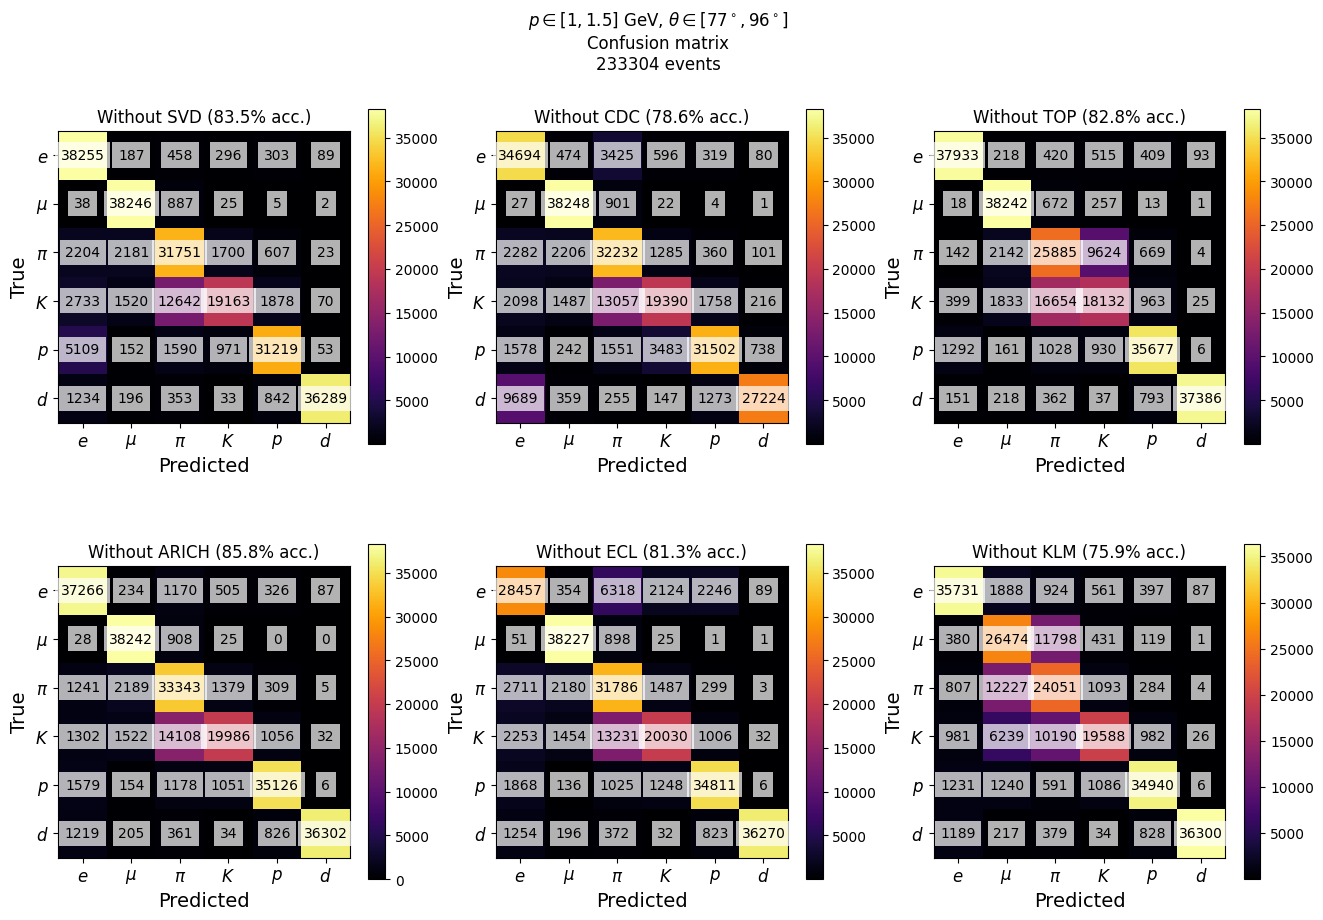 p ∈ [1, 1.5] GeV, θ ∈ [77°, 96°]
Confusion matrix
233304 events
Without SVD (83.5% acc.)
True
e 38255 187 458 296 303 89
μ 38 38246 887 25 5 2
π 2204 2181 31751 1700 607 23
K 2733 1520 12642 19163 1878 70
p 5109 152 1590 971 31219 53
d 1234 196 353 33 842 36289
e μ π K p d
Predicted
35000
30000
25000
20000
15000
10000
5000
Without CDC (78.6% acc.)
True
e 34694 474 3425 596 319 80
μ 27 38248 901 22 4 1
π 2282 2206 32232 1285 360 101
K 2098 1487 13057 19390 1758 216
p 1578 242 1551 3483 31502 738
d 9689 359 255 147 1273 27224
e μ π K p d
Predicted
35000
30000
25000
20000
15000
10000
5000
Without TOP (82.8% acc.)
True
e 37933 218 420 515 409 93
μ 18 38242 672 257 13 1
π 142 2142 25885 9624 669 4
K 399 1833 16654 18132 963 25
p 1292 161 1028 930 35677 6
d 151 218 362 37 793 37386
e μ π K p d
Predicted
35000
30000
25000
20000
15000
10000
5000
Without ARICH (85.8% acc.)
True
e 37266 234 1170 505 326 87
μ 28 38242 908 25 0 0
π 1241 2189 33343 1379 309 5
K 1302 1522 14108 19986 1056 32
p 1579 154 1178 1051 35126 6
d 1219 205 361 34 826 36302
e μ π K p d
Predicted
35000
30000
25000
20000
15000
10000
5000
0
Without ECL (81.3% acc.)
True
e 28457 354 6318 2124 2246 89
μ 51 38227 898 25 1 1
π 2711 2180 31786 1487 299 3
K 2253 1454 13231 20030 1006 32
p 1868 136 1025 1248 34811 6
d 1254 196 372 32 823 36270
e μ π K p d
Predicted
35000
30000
25000
20000
15000
10000
5000
Without KLM (75.9% acc.)
True
e 35731 1888 924 561 397 87
μ 380 26474 11798 431 119 1
π 807 12227 24051 1093 284 4
K 981 6239 10190 19588 982 26
p 1231 1240 591 1086 34940 6
d 1189 217 379 34 828 36300
e μ π K p d
Predicted
35000
30000
25000
20000
15000
10000
5000